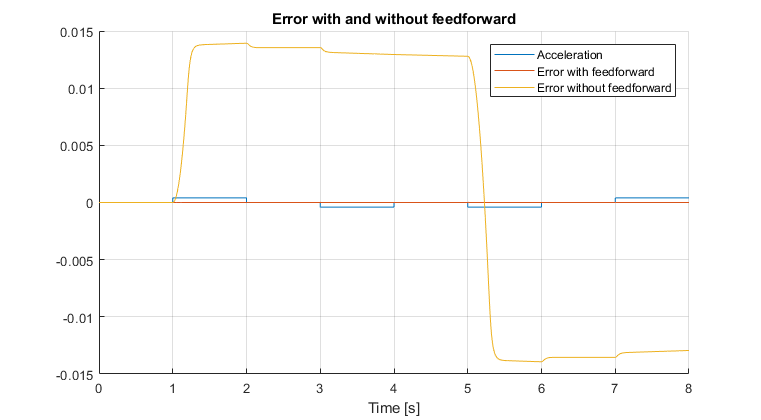 Error with and without feedforward
0.015
0.01
0.005
0
-0.005
-0.01
-0.015
Acceleration
Error with feedforward
Error without feedforward
0 1 2 3 4 5 6 7 8
Time [s]